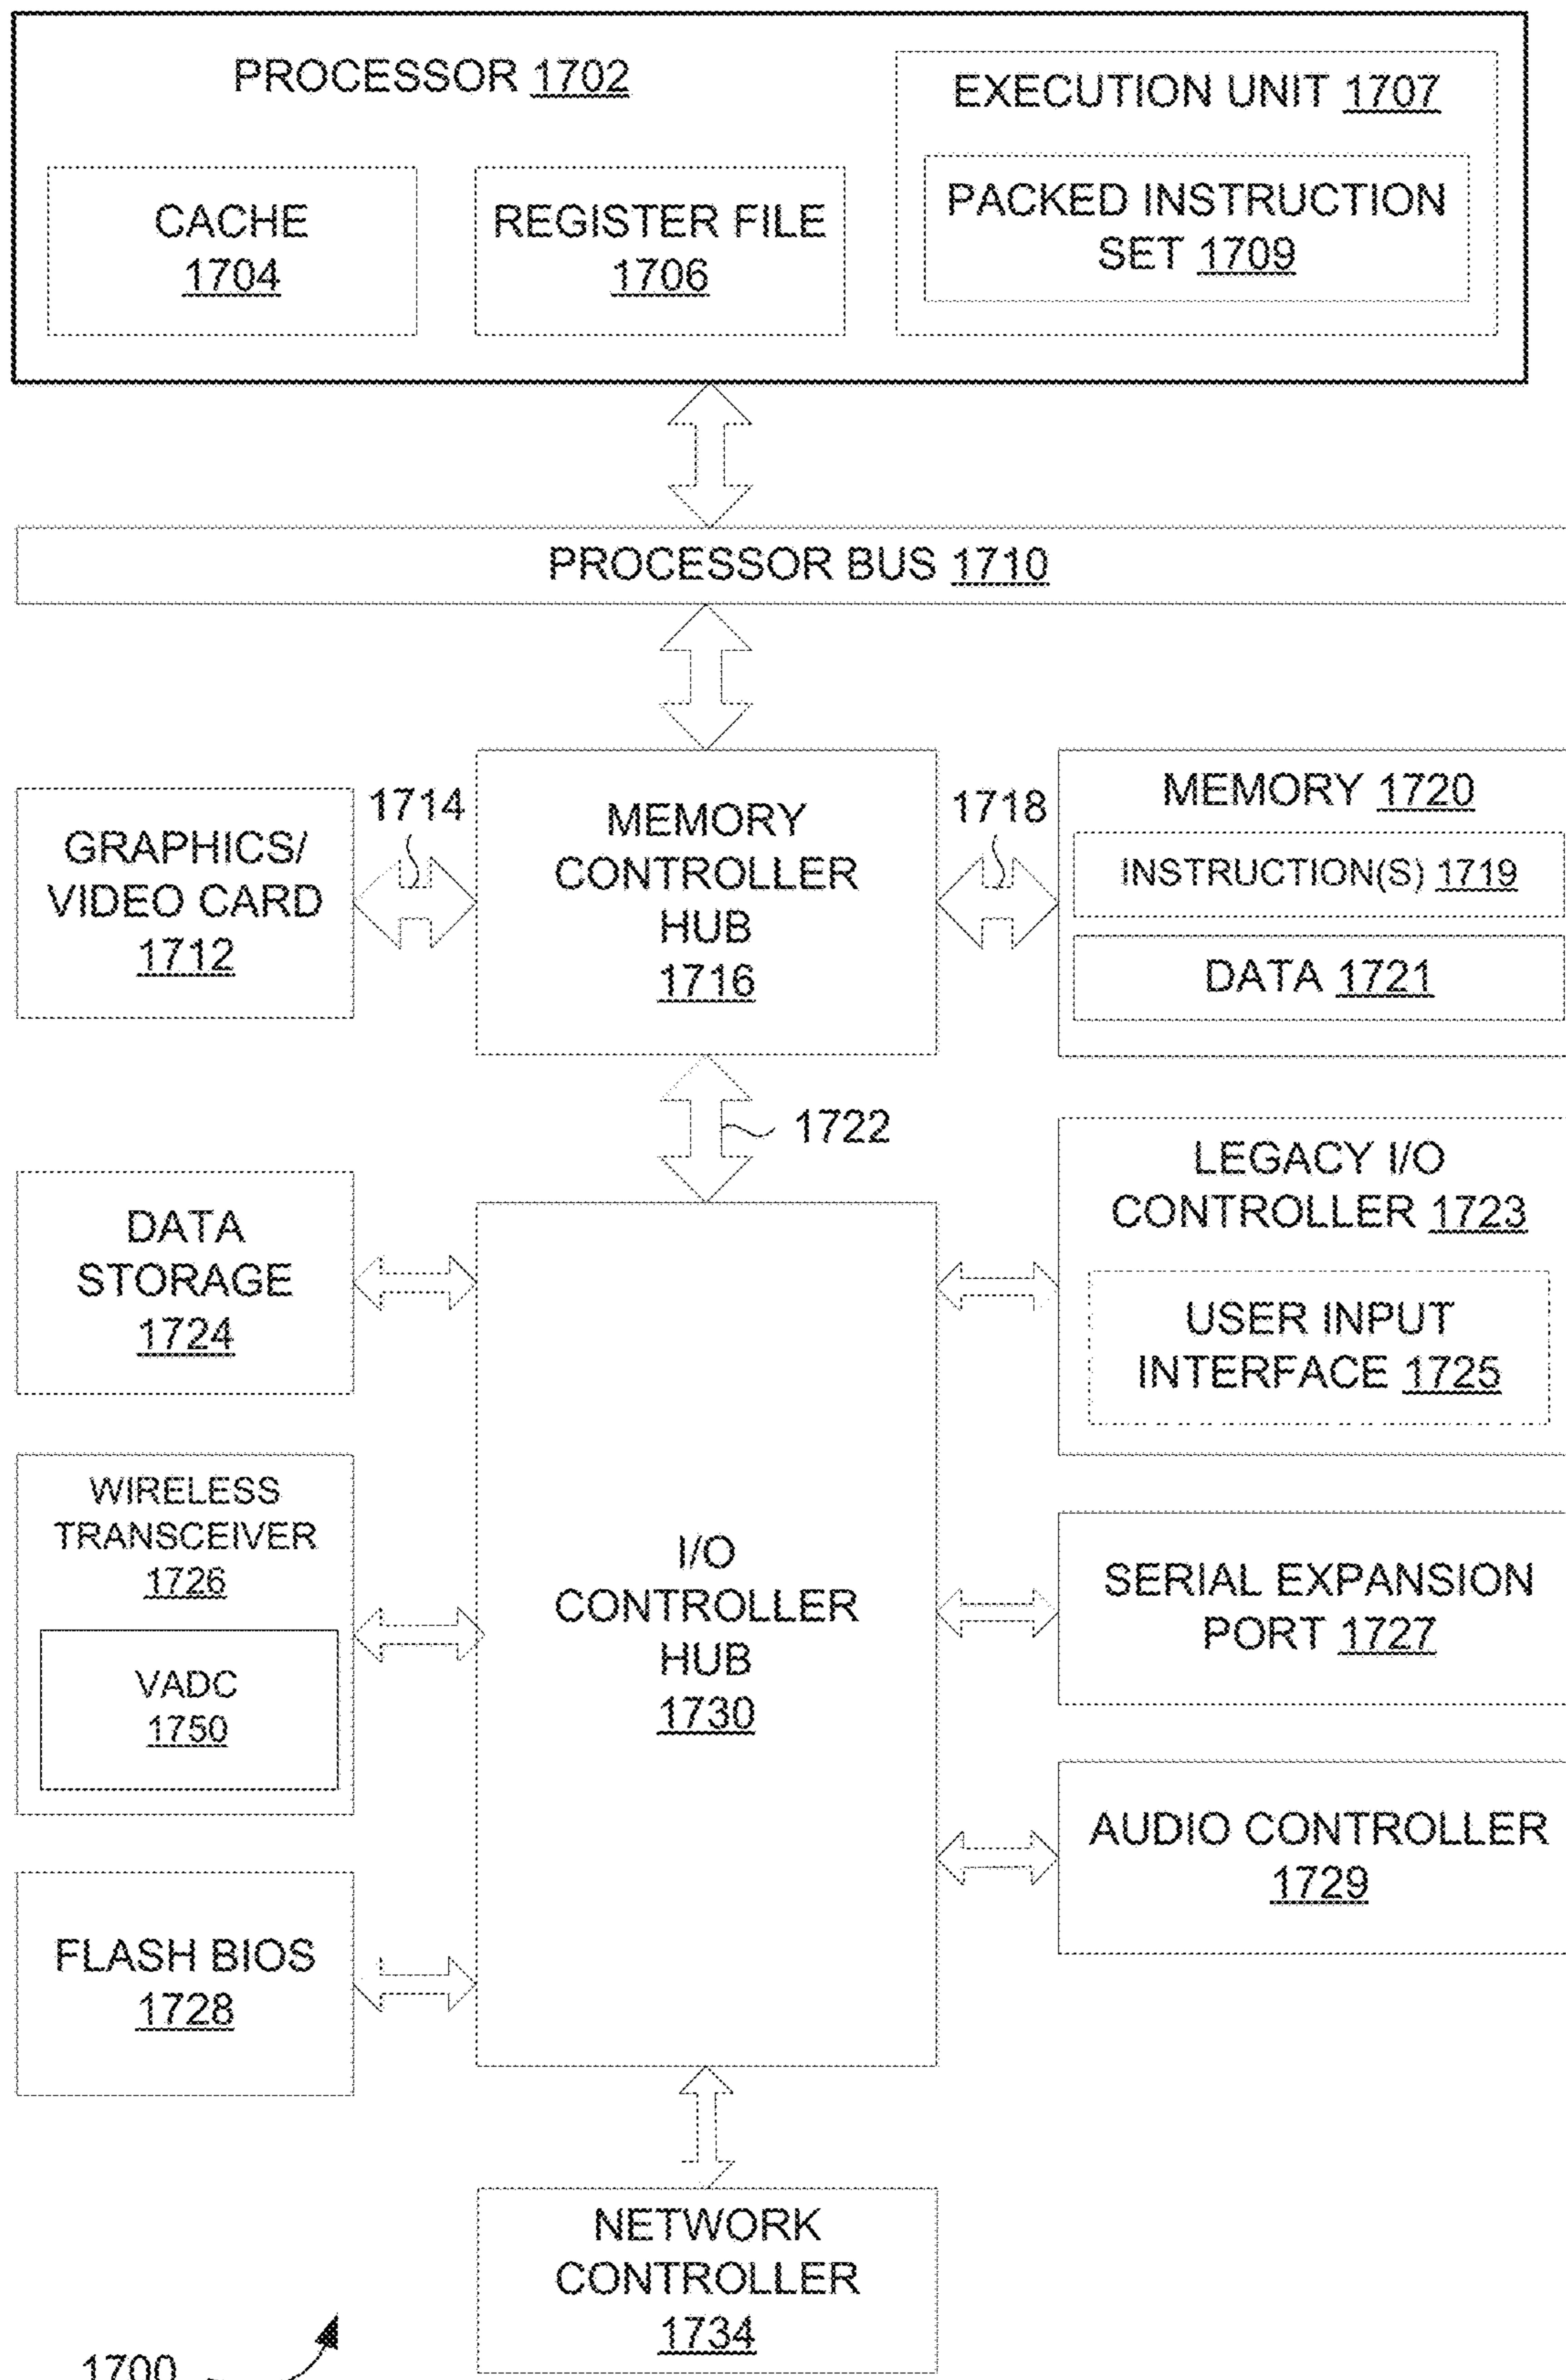 PROCESSOR 1702
EXECUTION UNIT 1707
PACKED INSTRUCTION
SET 1709
CACHE
1704
REGISTER FILE
1706
PROCESSOR BUS 1710
GRAPHICS/
VIDEO CARD
1712
1714
MEMORY
CONTROLLER
HUB
1716
1718
MEMORY 1720
INSTRUCTION(S) 1719
DATA 1721
1722
DATA
STORAGE
1724
LEGACY I/O
CONTROLLER 1723
USER INPUT
INTERFACE 1725
WIRELESS
TRANSCEIVER
1726
VADC
1750
I/O
CONTROLLER
HUB
1730
SERIAL EXPANSION
PORT 1727
AUDIO CONTROLLER
1729
FLASH BIOS
1728
NETWORK
CONTROLLER
1734
1700